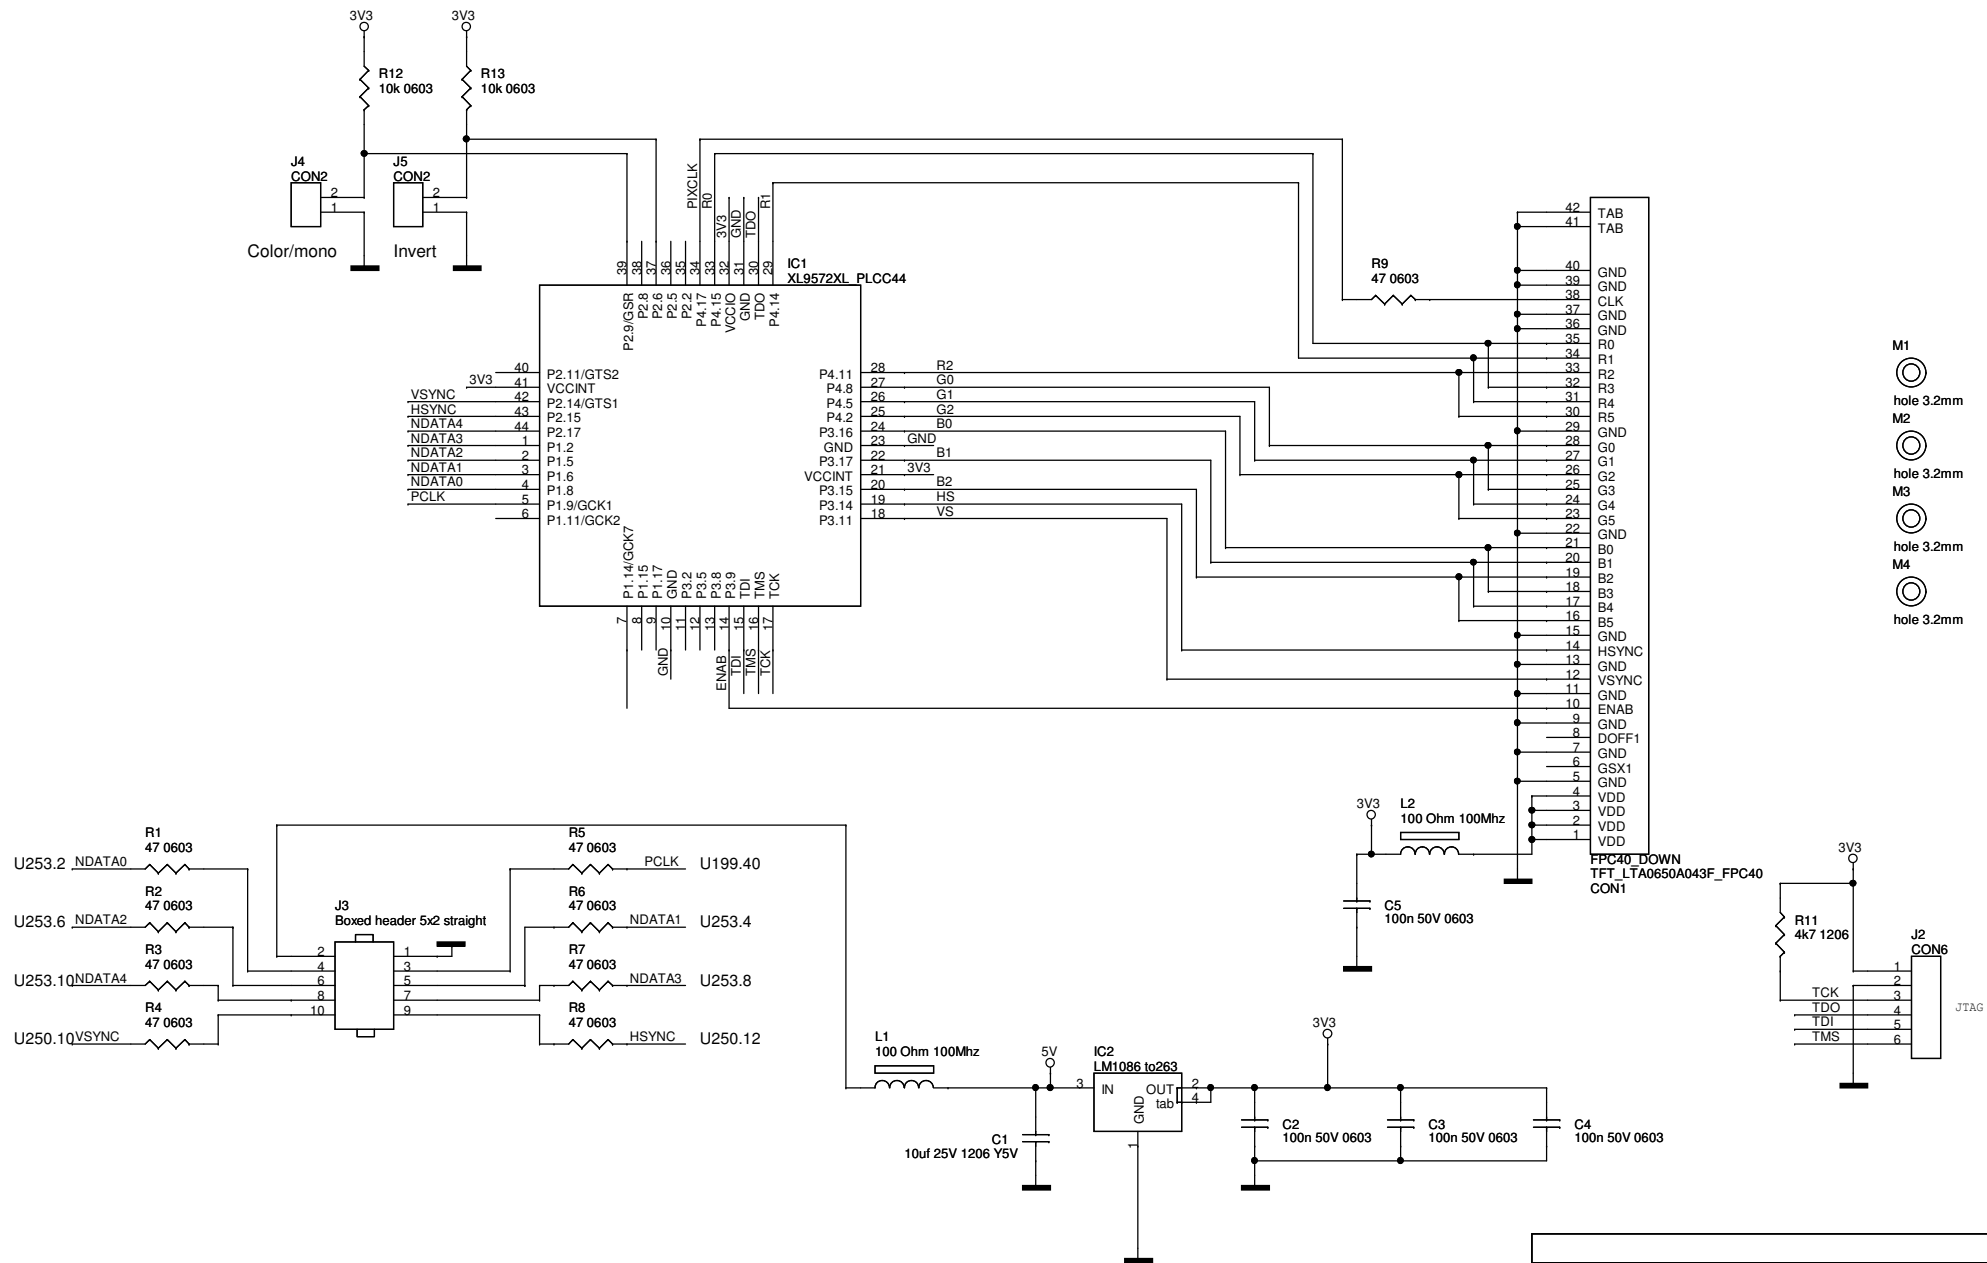 3V3
3V3
R12
10k 0603
R13
10k 0603
J4
CON2
2
1
J5
CON2
2
1
Color/mono
Invert
PIXCLK
R0
3V3
GND
TDO
R1
39
38
37
36
35
34
33
32
31
30
29
IC1
XL9572XL_PLCC44
P2.9/GSR
P2.8
P2.6
P2.5
P2.2
P4.17
P4.15
VCCIO
GND
TDO
P4.14
40 P2.11/GTS2
3V3 41 VCCINT
VSYNC 42 P2.14/GTS1
HSYNC 43 P2.15
NDATA4 44 P2.17
NDATA3 1 P1.2
NDATA2 2 P1.5
NDATA1 3 P1.6
NDATA0 4 P1.8
PCLK 5 P1.9/GCK1
6 P1.11/GCK2
P4.11 28 R2
P4.8 27 G0
P4.5 26 G1
P4.2 25 G2
P3.16 24 B0
GND 23 GND
P3.17 22 B1
VCCINT 21 3V3
P3.15 20 B2
P3.14 19 HS
P3.11 18 VS
P1.14/GCK7
P1.15
P1.17
GND
P3.2
P3.5
P3.8
P3.9
TDI
TMS
TCK
7
8
9
10
11
12
13
14
15
16
17
GND
ENAB
TDI
TMS
TCK
R9
47 0603
42 TAB
41 TAB
40 GND
39 GND
38 CLK
37 GND
36 GND
35 R0
34 R1
33 R2
32 R3
31 R4
30 R5
29 GND
28 G0
27 G1
26 G2
25 G3
24 G4
23 G5
22 GND
21 B0
20 B1
19 B2
18 B3
17 B4
16 B5
15 GND
14 HSYNC
13 GND
12 VSYNC
11 GND
10 ENAB
9 GND
8 DOFF1
7 GND
6 GSX1
5 GND
4 VDD
3 VDD
2 VDD
1 VDD
FPC40_DOWN
TFT_LTA0650A043F_FPC40
CON1
M1
hole 3.2mm
M2
hole 3.2mm
M3
hole 3.2mm
M4
hole 3.2mm
3V3
L2
100 Ohm 100Mhz
C5
100n 50V 0603
3V3
R11
4k7 1206
J2
CON6
1
2
TCK 3
TDO 4
TDI 5
TMS 6
JTAG
R1
47 0603
U253.2 NDATA0
R2
47 0603
U253.6 NDATA2
R3
47 0603
U253.10 NDATA4
R4
47 0603
U250.10 VSYNC
J3
Boxed header 5x2 straight
2 1
4 3
6 5
8 7
10 9
R5
47 0603
PCLK U199.40
R6
47 0603
NDATA1 U253.4
R7
47 0603
NDATA3 U253.8
R8
47 0603
HSYNC U250.12
L1
100 Ohm 100Mhz
5V
C1
10uf 25V 1206 Y5V
IC2
LM1086 to263
3 IN
OUT 2
tab 4
GND
1
3V3
C2
100n 50V 0603
C3
100n 50V 0603
C4
100n 50V 0603